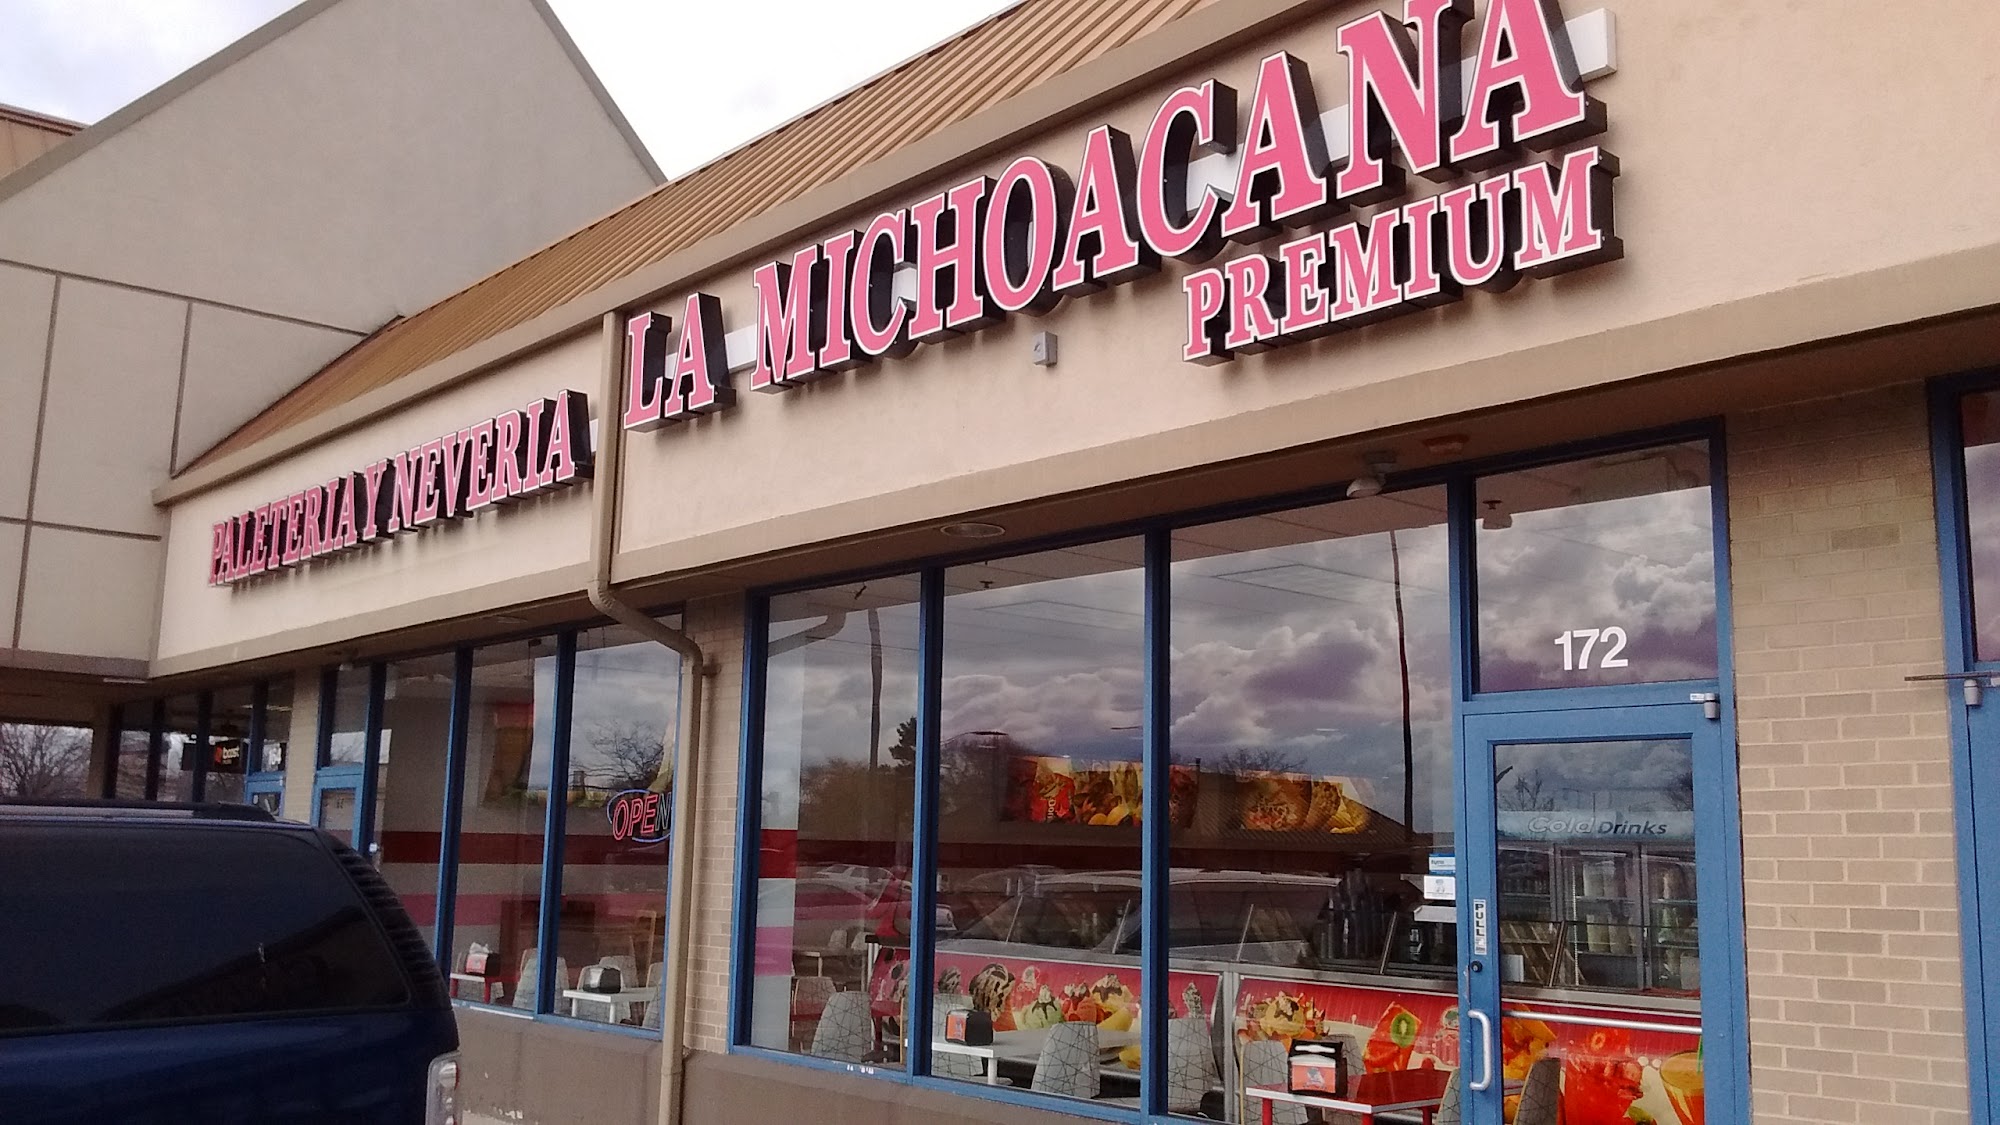 PALETERIA Y NEVERIA
LA MICHOACANA
PREMIUM
172
OPEN
Cold Drinks
PULL